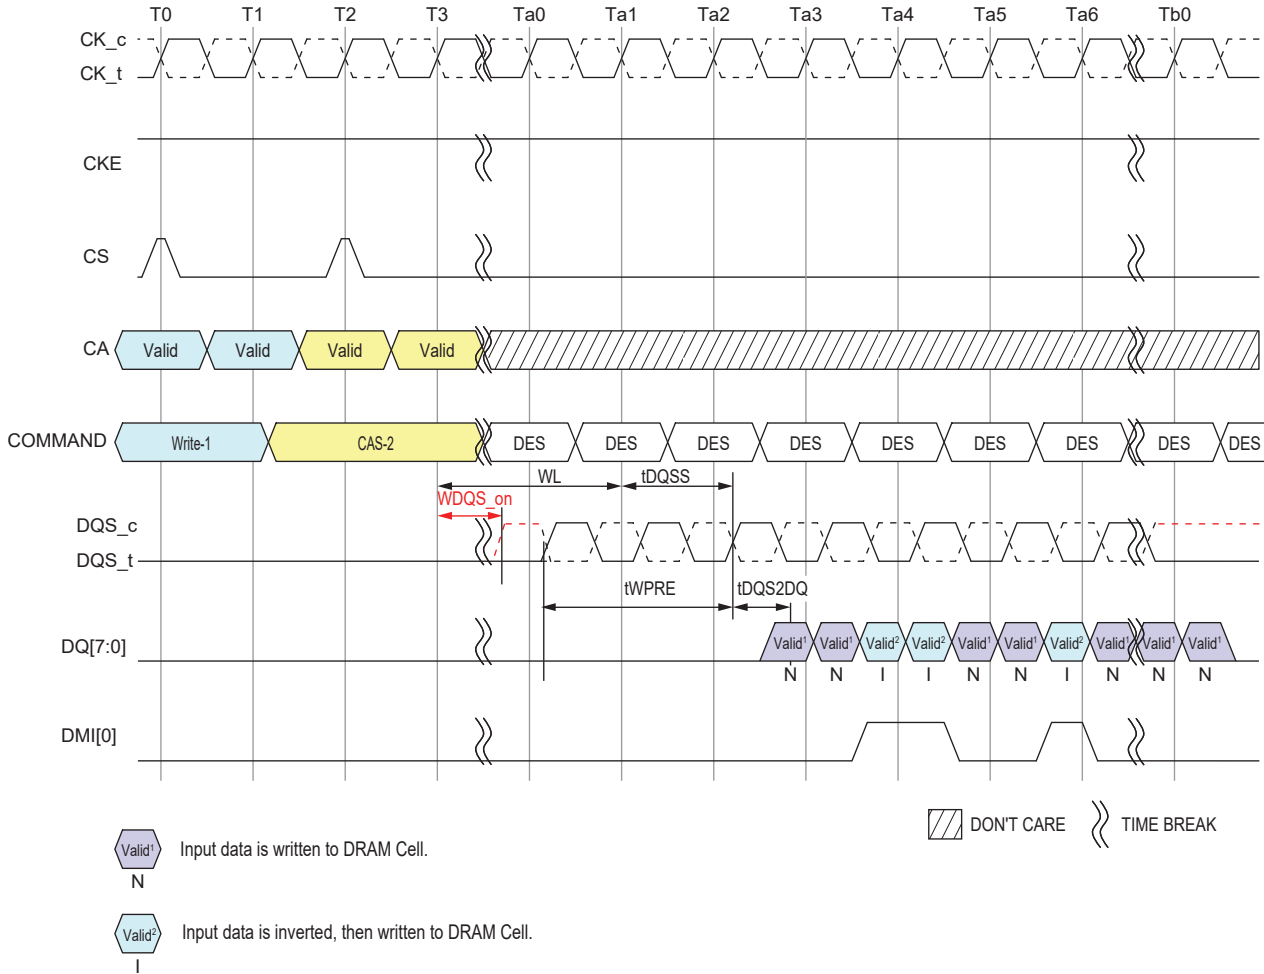 T0 T1 T2 T3 Ta0 Ta1 Ta2 Ta3 Ta4 Ta5 Ta6 Tb0
CK_c
CK_t
CKE
CS
CA Valid Valid Valid Valid
COMMAND Write-1 CAS-2 DES DES DES DES DES DES DES DES DES
WL tDQSS
WDQS_on
DQS_c
DQS_t
tWPRE tDQS2DQ
DQ[7:0] Valid¹ Valid¹ Valid² Valid² Valid¹ Valid¹ Valid² Valid¹ Valid¹ Valid¹
N N I I N N I N N N
DMI[0]
DON'T CARE TIME BREAK
Valid¹ Input data is written to DRAM Cell.
N
Valid² Input data is inverted, then written to DRAM Cell.
I